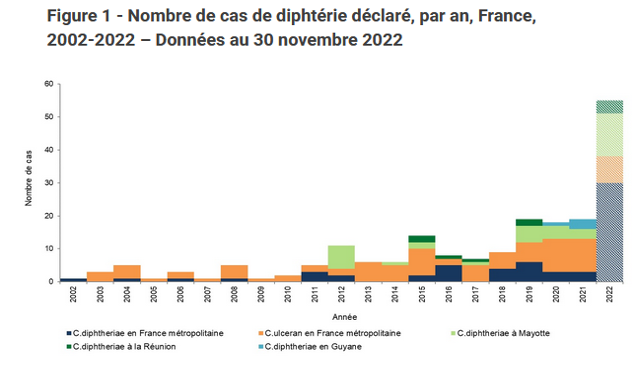 Figure 1 - Nombre de cas de diphtérie déclaré, par an, France,
2002-2022 – Données au 30 novembre 2022
60
50
40
30
20
10
0
Nombre de cas
2002 2003 2004 2005 2006 2007 2008 2009 2010 2011 2012 2013 2014 2015 2016 2017 2018 2019 2020 2021 2022
Année
C.diphtheriae en France métropolitaine C.ulceran en France métropolitaine C.diphtheriae à Mayotte
C.diphtheriae à la Réunion C.diphtheriae en Guyane